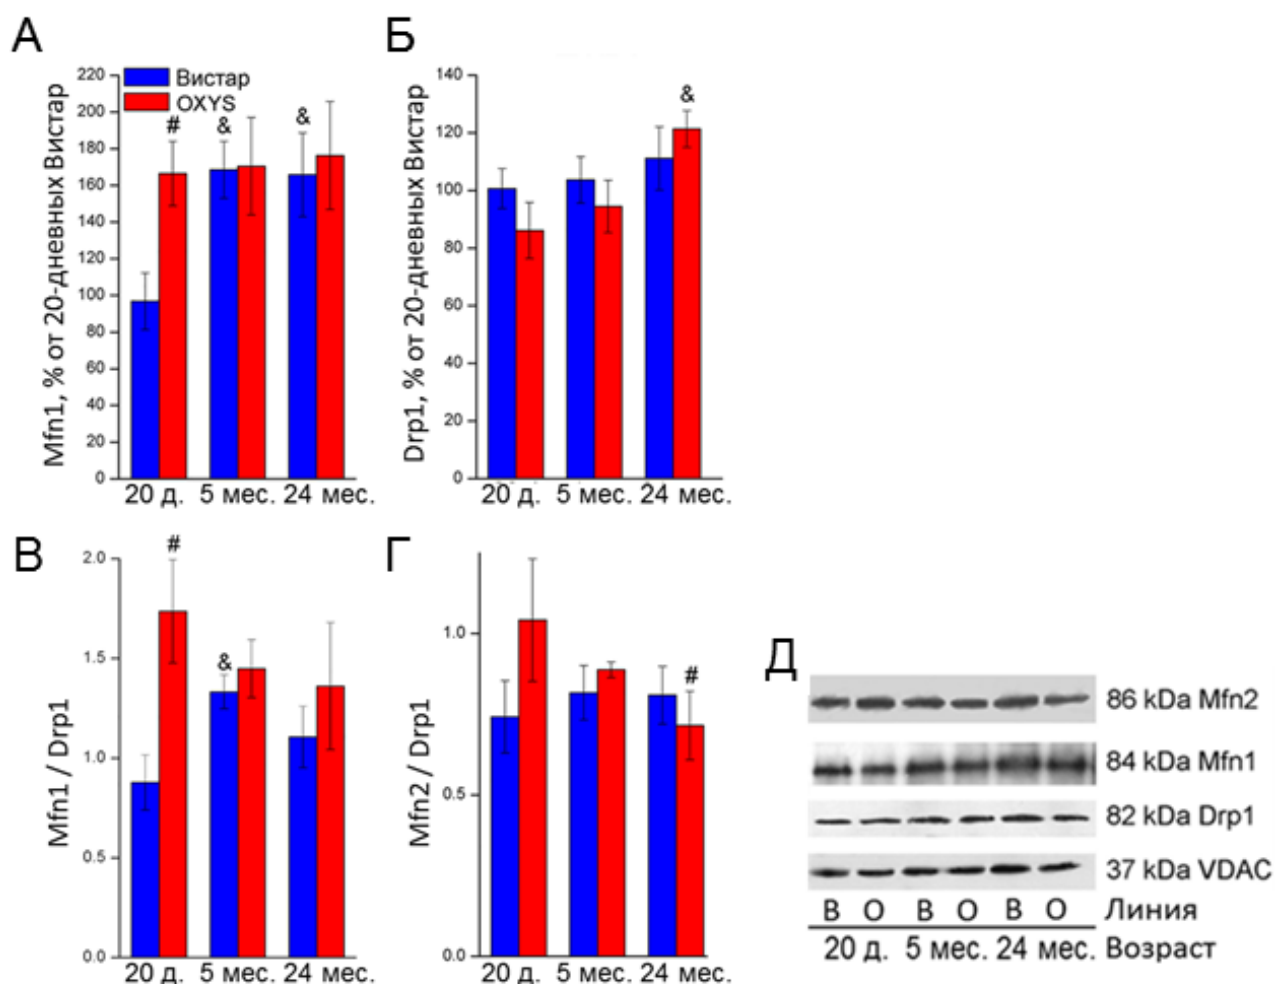 А
Mfn1, % от 20-дневных Вистар
220
200
180
160
140
120
100
80
60
40
20
0
Вистар
OXYS
#
&
&
20 д. 5 мес. 24 мес.
Б
Drp1, % от 20-дневных Вистар
140
120
100
80
60
40
20
0
&
20 д. 5 мес. 24 мес.
В
Mfn1 / Drp1
2.0
1.5
1.0
0.5
0.0
#
&
20 д. 5 мес. 24 мес.
Г
Mfn2 / Drp1
1.0
0.5
0.0
#
20 д. 5 мес. 24 мес.
Д
86 kDa Mfn2
84 kDa Mfn1
82 kDa Drp1
37 kDa VDAC
В О В О В О Линия
20 д. 5 мес. 24 мес. Возраст